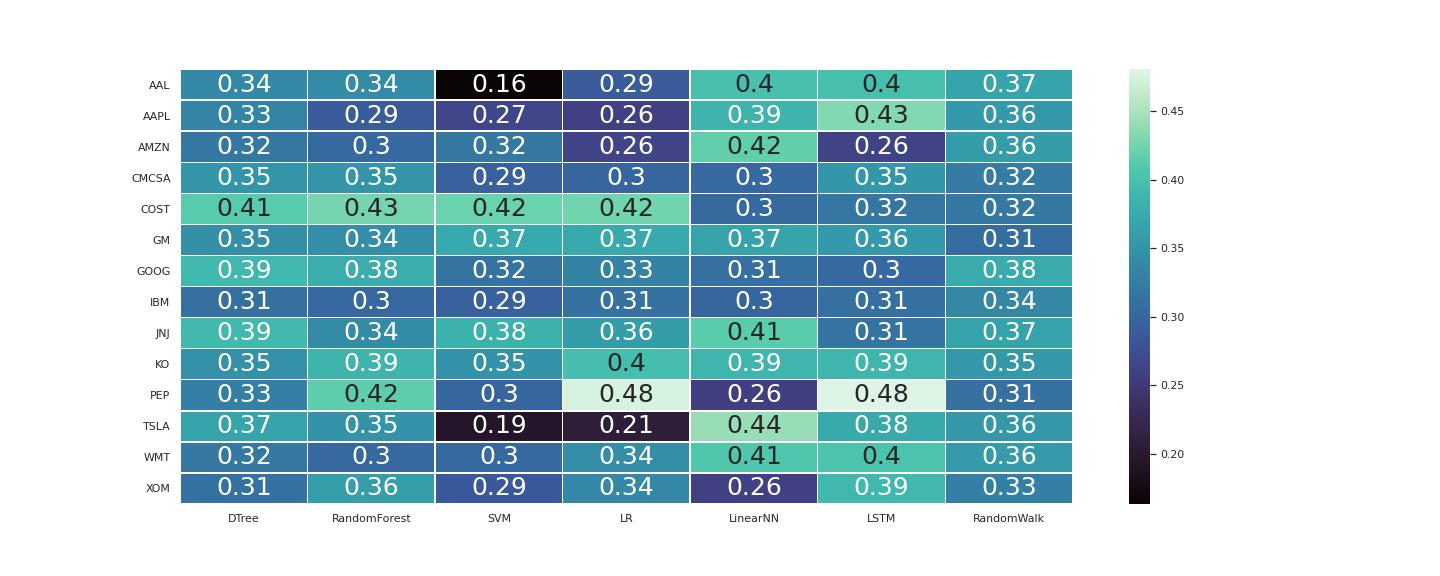 AAL 0.34 0.34 0.16 0.29 0.4 0.4 0.37
AAPL 0.33 0.29 0.27 0.26 0.39 0.43 0.36
AMZN 0.32 0.3 0.32 0.26 0.42 0.26 0.36
CMCSA 0.35 0.35 0.29 0.3 0.3 0.35 0.32
COST 0.41 0.43 0.42 0.42 0.3 0.32 0.32
GM 0.35 0.34 0.37 0.37 0.37 0.36 0.31
GOOG 0.39 0.38 0.32 0.33 0.31 0.3 0.38
IBM 0.31 0.3 0.29 0.31 0.3 0.31 0.34
JNJ 0.39 0.34 0.38 0.36 0.41 0.31 0.37
KO 0.35 0.39 0.35 0.4 0.39 0.39 0.35
PEP 0.33 0.42 0.3 0.48 0.26 0.48 0.31
TSLA 0.37 0.35 0.19 0.21 0.44 0.38 0.36
WMT 0.32 0.3 0.3 0.34 0.41 0.4 0.36
XOM 0.31 0.36 0.29 0.34 0.26 0.39 0.33
DTree RandomForest SVM LR LinearNN LSTM RandomWalk
0.45
0.40
0.35
0.30
0.25
0.20